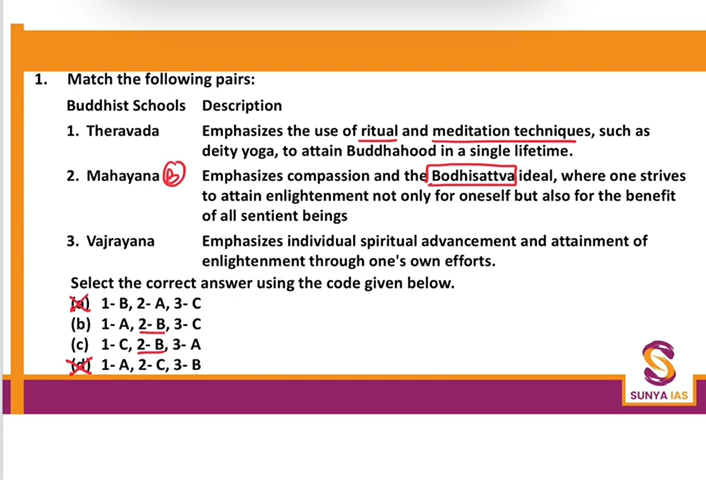 1. Match the following pairs:
Buddhist Schools Description
1. Theravada Emphasizes the use of ritual and meditation techniques, such as
deity yoga, to attain Buddhahood in a single lifetime.
2. Mahayana B Emphasizes compassion and the Bodhisattva ideal, where one strives
to attain enlightenment not only for oneself but also for the benefit
of all sentient beings
3. Vajrayana Emphasizes individual spiritual advancement and attainment of
enlightenment through one's own efforts.
Select the correct answer using the code given below.
(a) 1- B, 2- A, 3- C
(b) 1- A, 2- B, 3- C
(c) 1- C, 2- B, 3- A
(d) 1- A, 2- C, 3- B
SUNYA IAS